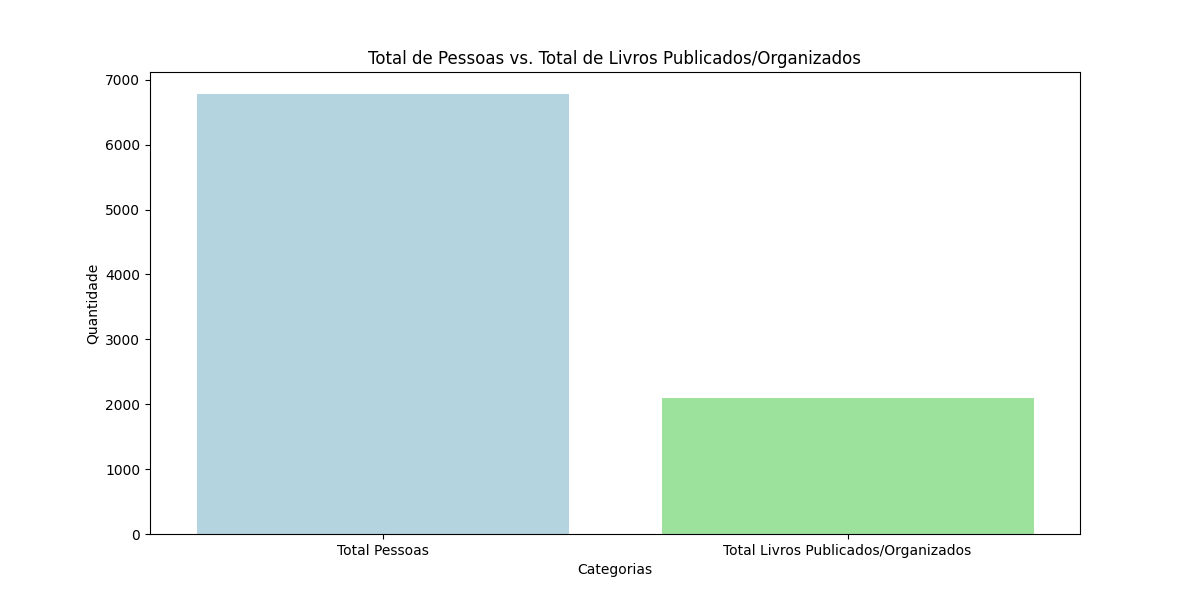 Total de Pessoas vs. Total de Livros Publicados/Organizados
7000
6000
5000
4000
3000
2000
1000
0
Quantidade
Total Pessoas
Total Livros Publicados/Organizados
Categorias